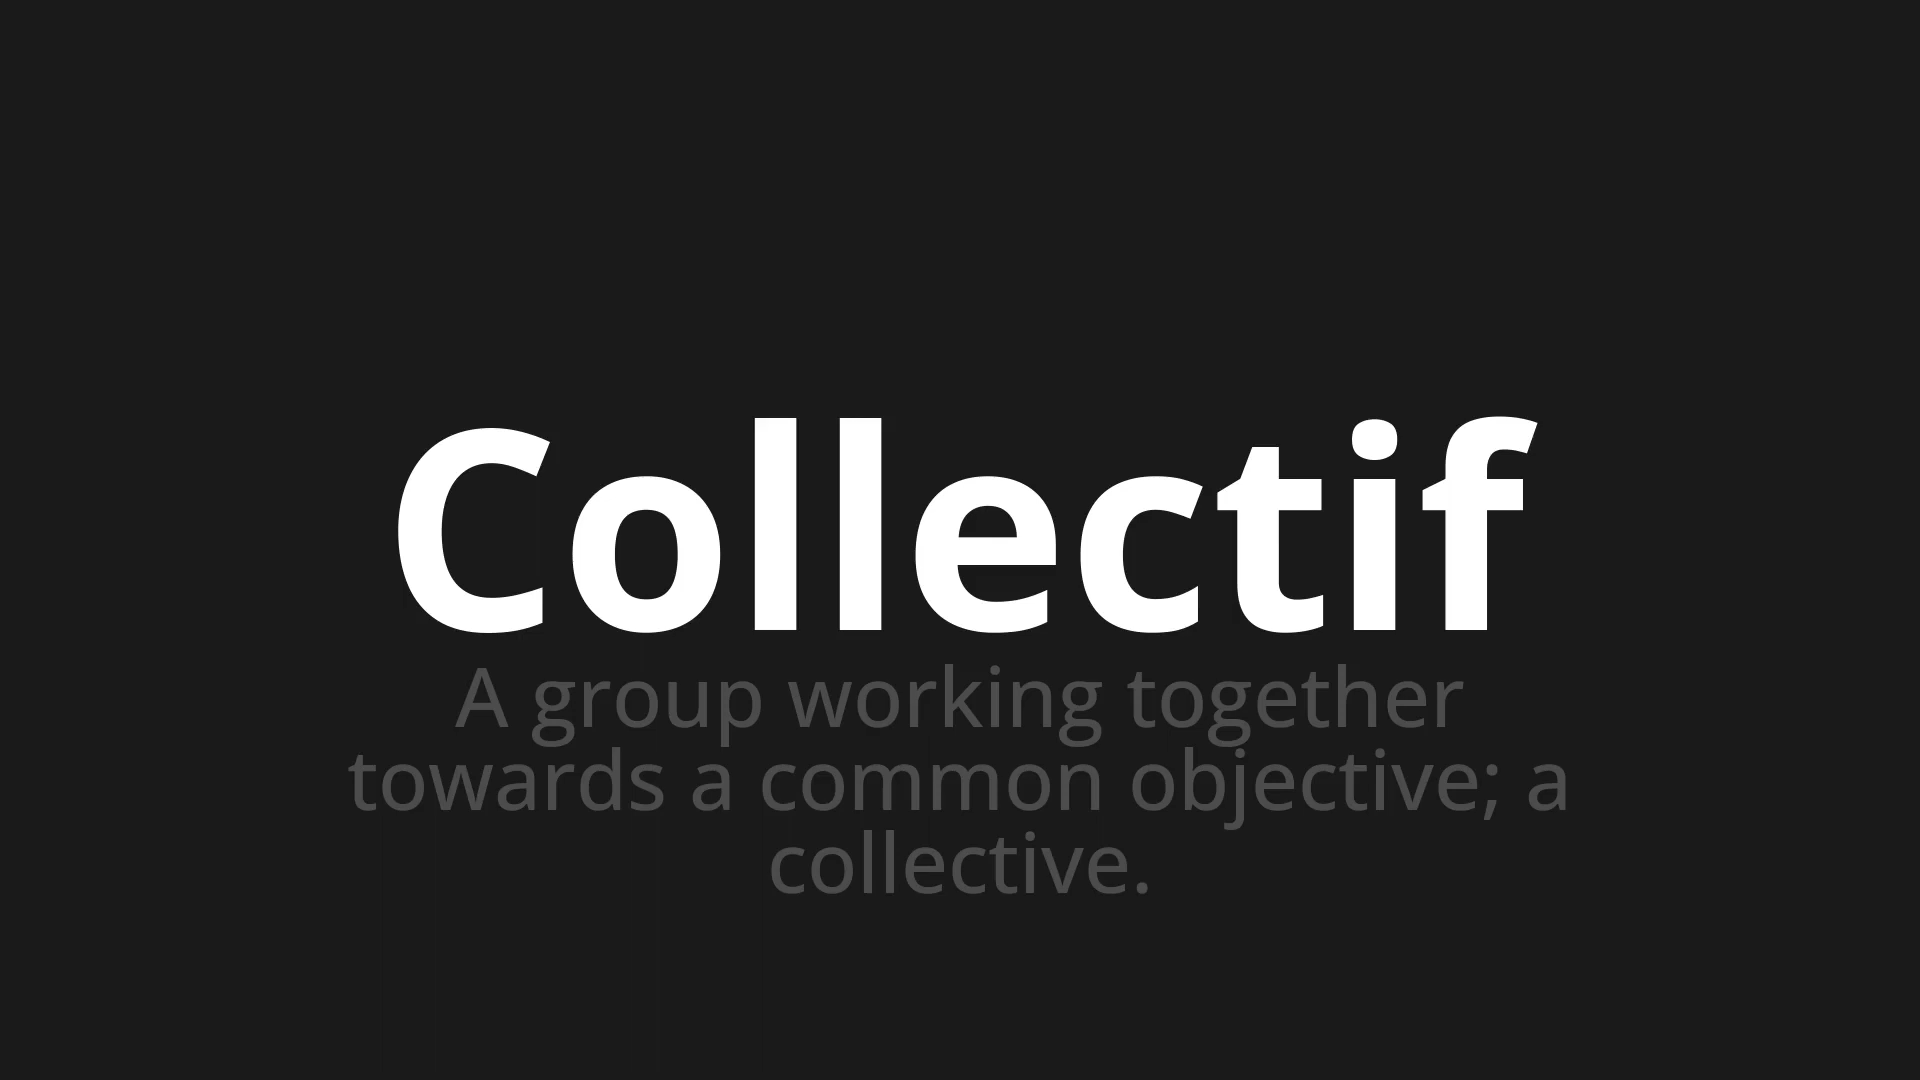 Collectif
A group working together
towards a common objective; a
collective.